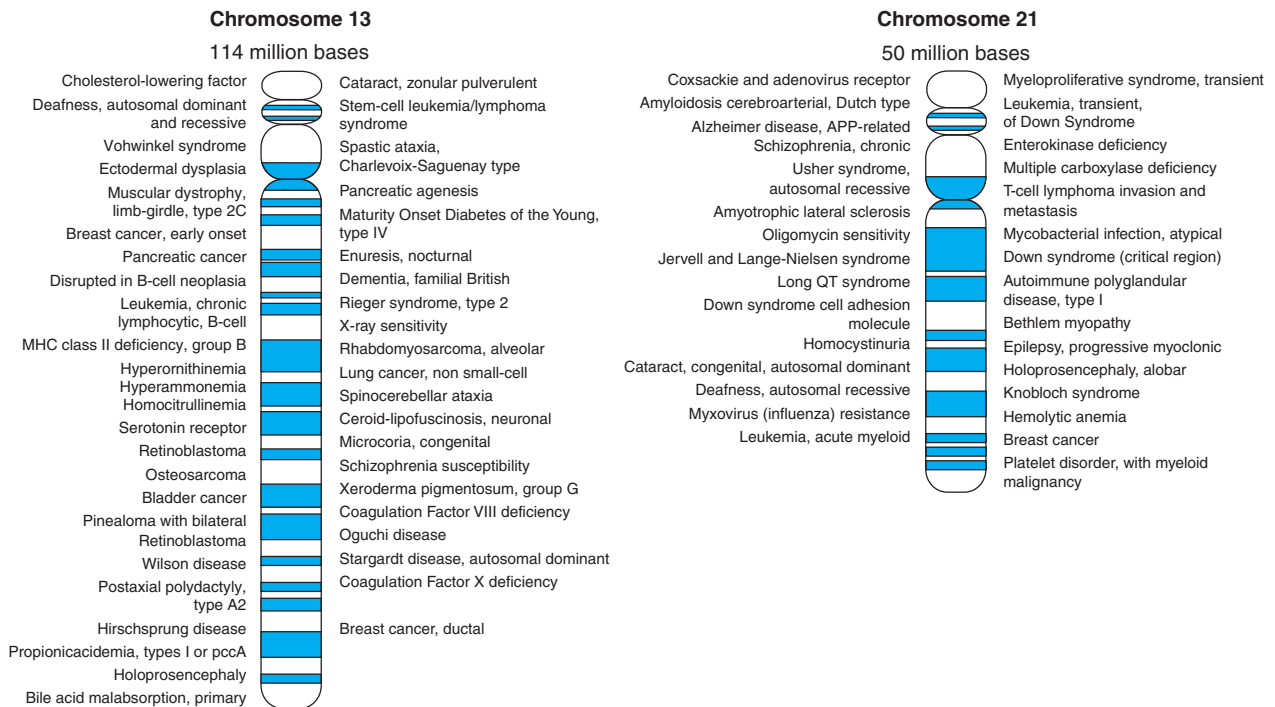 Chromosome 13
114 million bases
Cholesterol-lowering factor
Deafness, autosomal dominant
and recessive
Vohwinkel syndrome
Ectodermal dysplasia
Muscular dystrophy,
limb-girdle, type 2C
Breast cancer, early onset
Pancreatic cancer
Disrupted in B-cell neoplasia
Leukemia, chronic
lymphocytic, B-cell
MHC class II deficiency, group B
Hyperornithinemia
Hyperammonemia
Homocitrullinemia
Serotonin receptor
Retinoblastoma
Osteosarcoma
Bladder cancer
Pinealoma with bilateral
Retinoblastoma
Wilson disease
Postaxial polydactyly,
type A2
Hirschsprung disease
Propionicacidemia, types I or pccA
Holoprosencephaly
Bile acid malabsorption, primary
Cataract, zonular pulverulent
Stem-cell leukemia/lymphoma
syndrome
Spastic ataxia,
Charlevoix-Saguenay type
Pancreatic agenesis
Maturity Onset Diabetes of the Young,
type IV
Enuresis, nocturnal
Dementia, familial British
Rieger syndrome, type 2
X-ray sensitivity
Rhabdomyosarcoma, alveolar
Lung cancer, non small-cell
Spinocerebellar ataxia
Ceroid-lipofuscinosis, neuronal
Microcoria, congenital
Schizophrenia susceptibility
Xeroderma pigmentosum, group G
Coagulation Factor VIII deficiency
Oguchi disease
Stargardt disease, autosomal dominant
Coagulation Factor X deficiency
Breast cancer, ductal
Chromosome 21
50 million bases
Coxsackie and adenovirus receptor
Amyloidosis cerebroarterial, Dutch type
Alzheimer disease, APP-related
Schizophrenia, chronic
Usher syndrome,
autosomal recessive
Amyotrophic lateral sclerosis
Oligomycin sensitivity
Jervell and Lange-Nielsen syndrome
Long QT syndrome
Down syndrome cell adhesion
molecule
Homocystinuria
Cataract, congenital, autosomal dominant
Deafness, autosomal recessive
Myxovirus (influenza) resistance
Leukemia, acute myeloid
Myeloproliferative syndrome, transient
Leukemia, transient,
of Down Syndrome
Enterokinase deficiency
Multiple carboxylase deficiency
T-cell lymphoma invasion and
metastasis
Mycobacterial infection, atypical
Down syndrome (critical region)
Autoimmune polyglandular
disease, type I
Bethlem myopathy
Epilepsy, progressive myoclonic
Holoprosencephaly, alobar
Knobloch syndrome
Hemolytic anemia
Breast cancer
Platelet disorder, with myeloid
malignancy